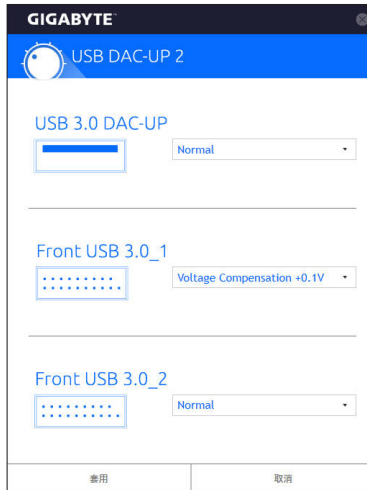 GIGABYTE™
USB DAC-UP 2
USB 3.0 DAC-UP
Normal
Front USB 3.0_1
Voltage Compensation +0.1V
Front USB 3.0_2
Normal
套用
取消